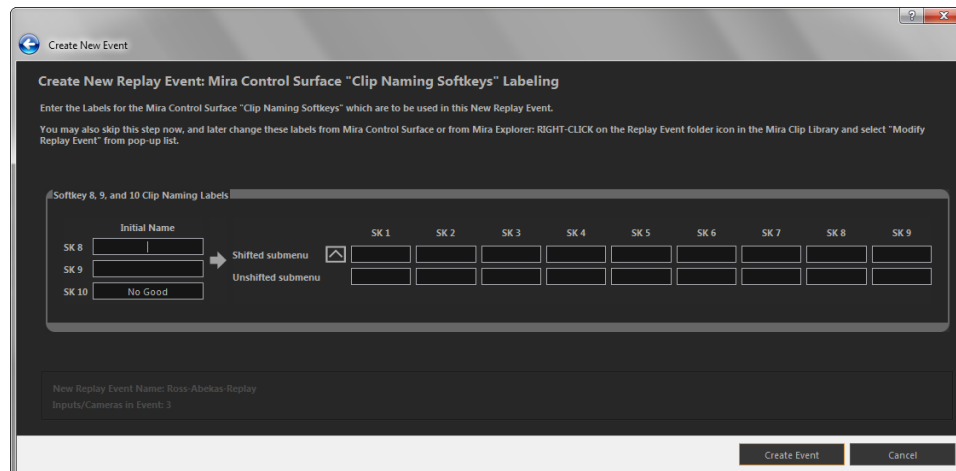 ?
X
Create New Event
Create New Replay Event: Mira Control Surface "Clip Naming Softkeys" Labeling
Enter the Labels for the Mira Control Surface "Clip Naming Softkeys" which are to be used in this New Replay Event.
You may also skip this step now, and later change these labels from Mira Control Surface or from Mira Explorer: RIGHT-CLICK on the Replay Event folder icon in the Mira Clip Library and select "Modify
Replay Event" from pop-up list.
Softkey 8, 9, and 10 Clip Naming Labels
Initial Name
SK 1 SK 2 SK 3 SK 4 SK 5 SK 6 SK 7 SK 8 SK 9
SK 8
Shifted submenu
SK 9
Unshifted submenu
SK 10 No Good
New Replay Event Name: Ross-Abekas-Replay
Inputs/Cameras in Event: 3
Create Event Cancel